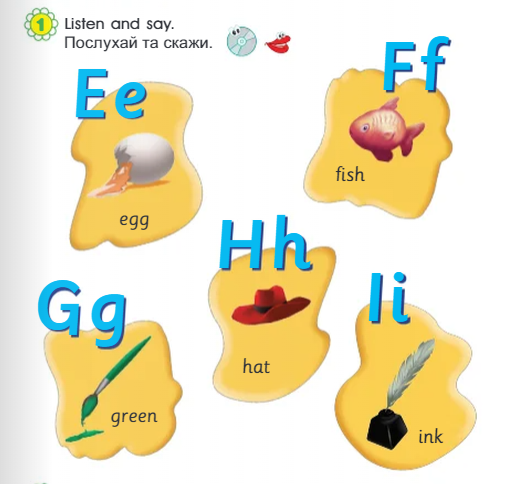 1 Listen and say.
Послухай та скажи.
Ee
egg
Ff
fish
Gg
green
Hh
hat
Ii
ink